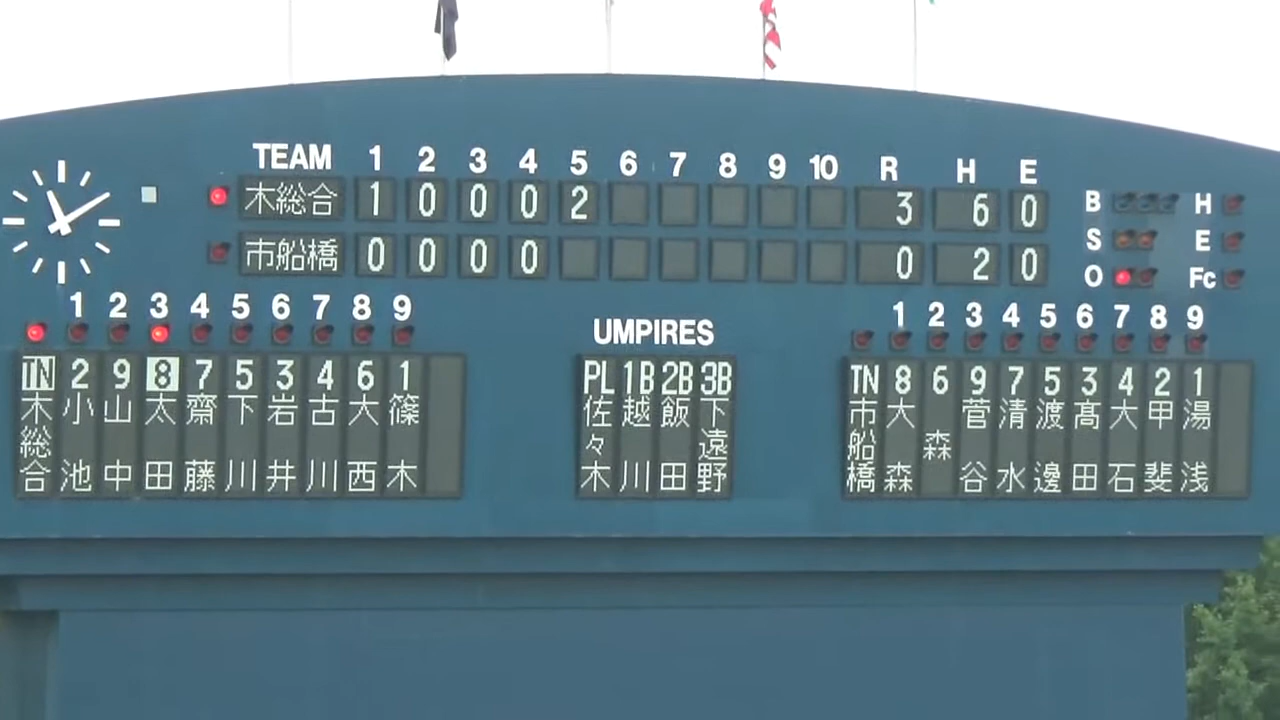 TEAM 1 2 3 4 5 6 7 8 9 10 R H E
木総合 1 0 0 0 2 3 6 0
市船橋 0 0 0 0 0 2 0
B H
S E
O Fc
1 2 3 4 5 6 7 8 9
TN 2 9 8 7 5 3 4 6 1
木総合 小池 山中 太田 齋藤 下川 岩井 古川 大西 篠木
UMPIRES
PL 1B 2B 3B
佐々木 越川 飯田 下遠野
1 2 3 4 5 6 7 8 9
TN 8 6 9 7 5 3 4 2 1
市船橋 大森 森 菅谷 清水 渡邊 髙田 大石 甲斐 湯浅